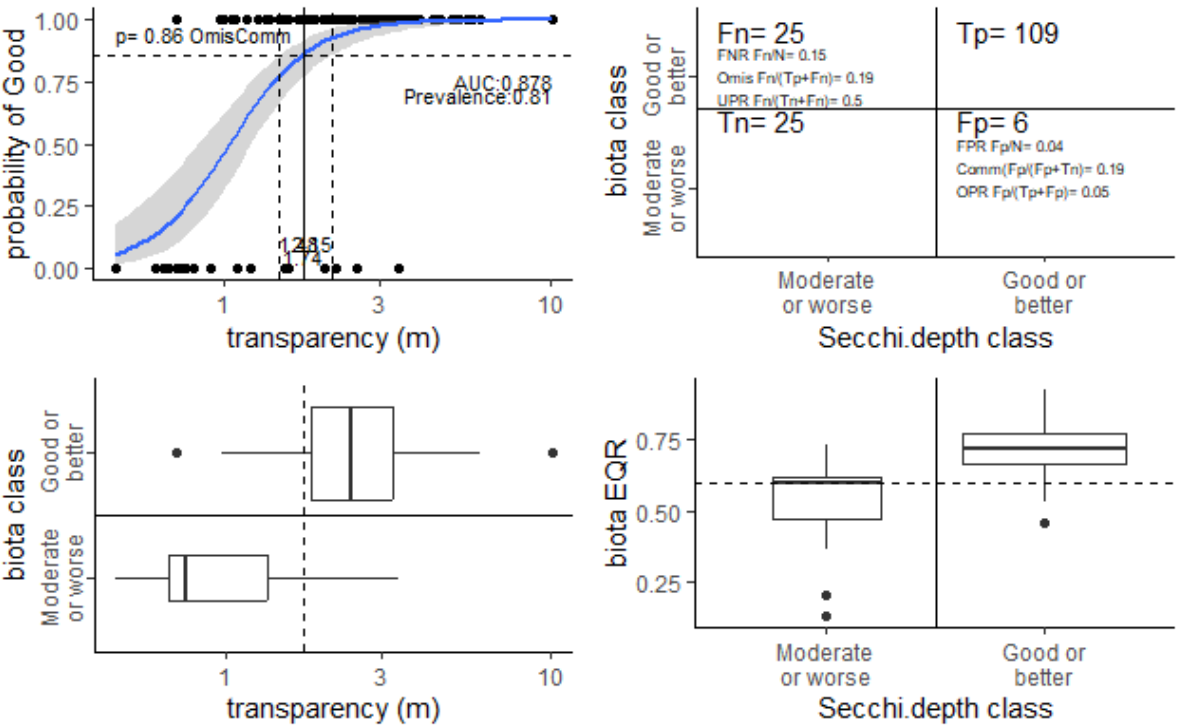 probability of Good
1.00
0.75
0.50
0.25
0.00
p= 0.86 OmisComm
AUC:0.878
Prevalence:0.81
1.74
1
3
10
transparency (m)
biota class
Good or
better
Moderate
or worse
Fn= 25
FNR Fn/N= 0.15
Omis Fn/(Tp+Fn)= 0.19
UPR Fn/(Tn+Fn)= 0.5
Tp= 109
Tn= 25
Fp= 6
FPR Fp/N= 0.04
Comm(Fp/(Fp+Tn)= 0.19
OPR Fp/(Tp+Fp)= 0.05
Moderate
or worse
Good or
better
Secchi.depth class
biota class
Good or
better
Moderate
or worse
1
3
10
transparency (m)
biota EQR
0.75
0.50
0.25
Moderate
or worse
Good or
better
Secchi.depth class